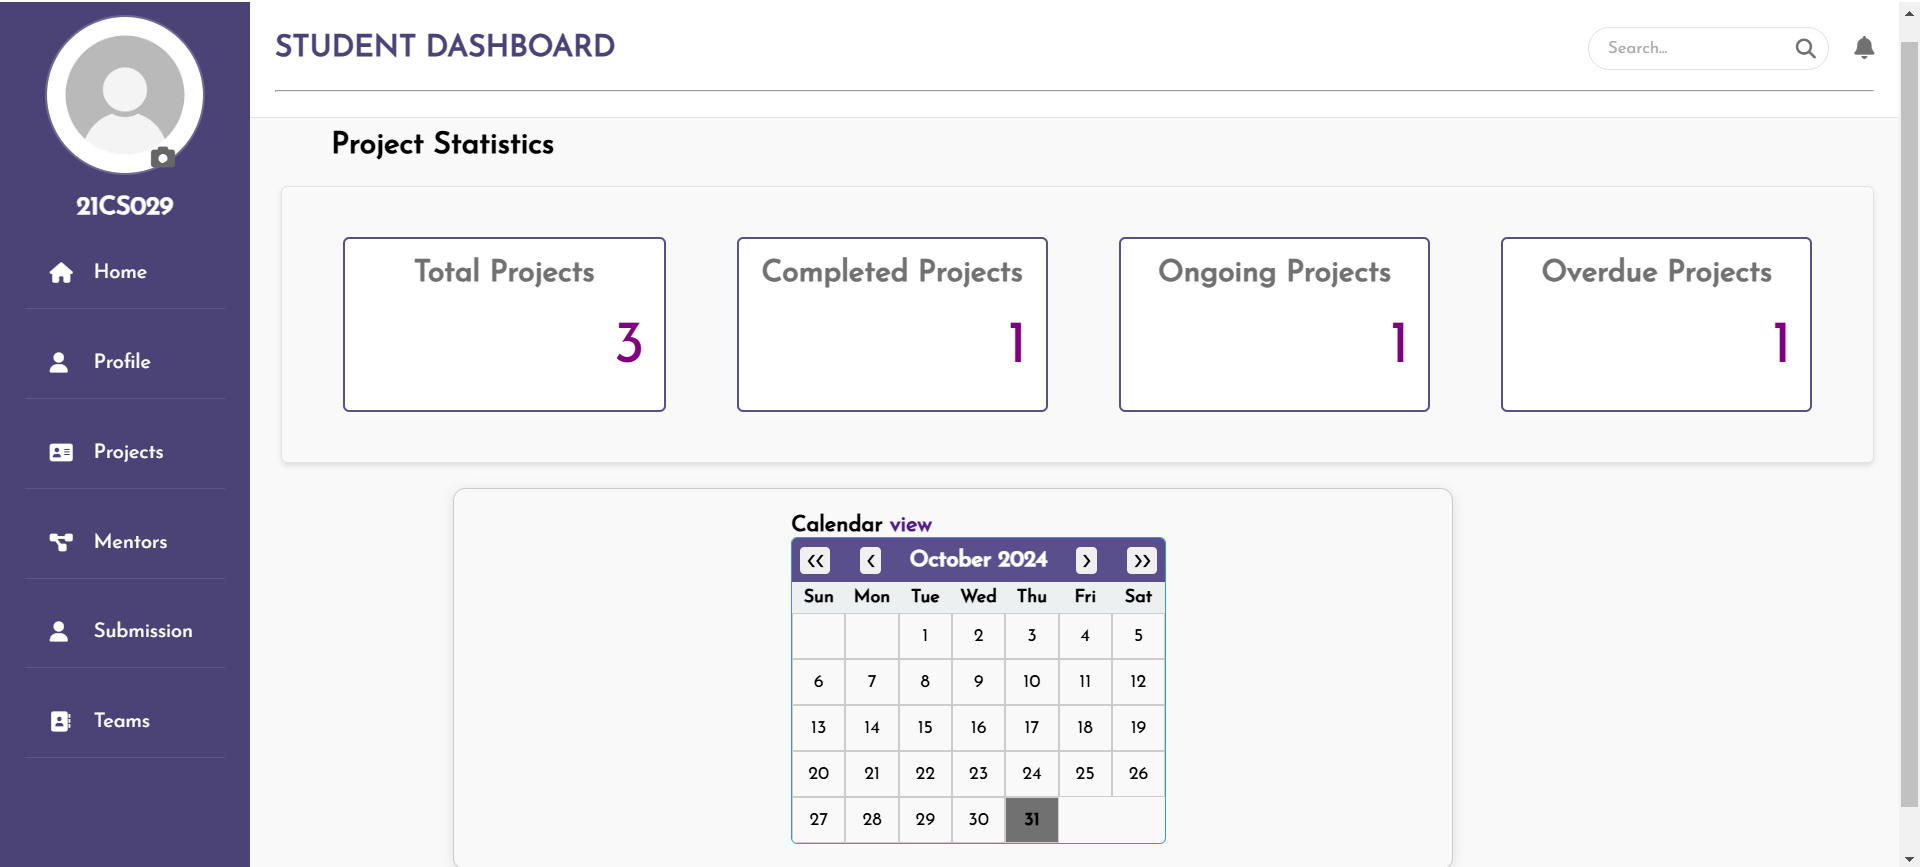 21CS029
Home
Profile
Projects
Mentors
Submission
Teams
STUDENT DASHBOARD
Search...
Project Statistics
Total Projects
3
Completed Projects
1
Ongoing Projects
1
Overdue Projects
1
Calendar view
« ‹ October 2024 › »
Sun Mon Tue Wed Thu Fri Sat
1 2 3 4 5
6 7 8 9 10 11 12
13 14 15 16 17 18 19
20 21 22 23 24 25 26
27 28 29 30 31